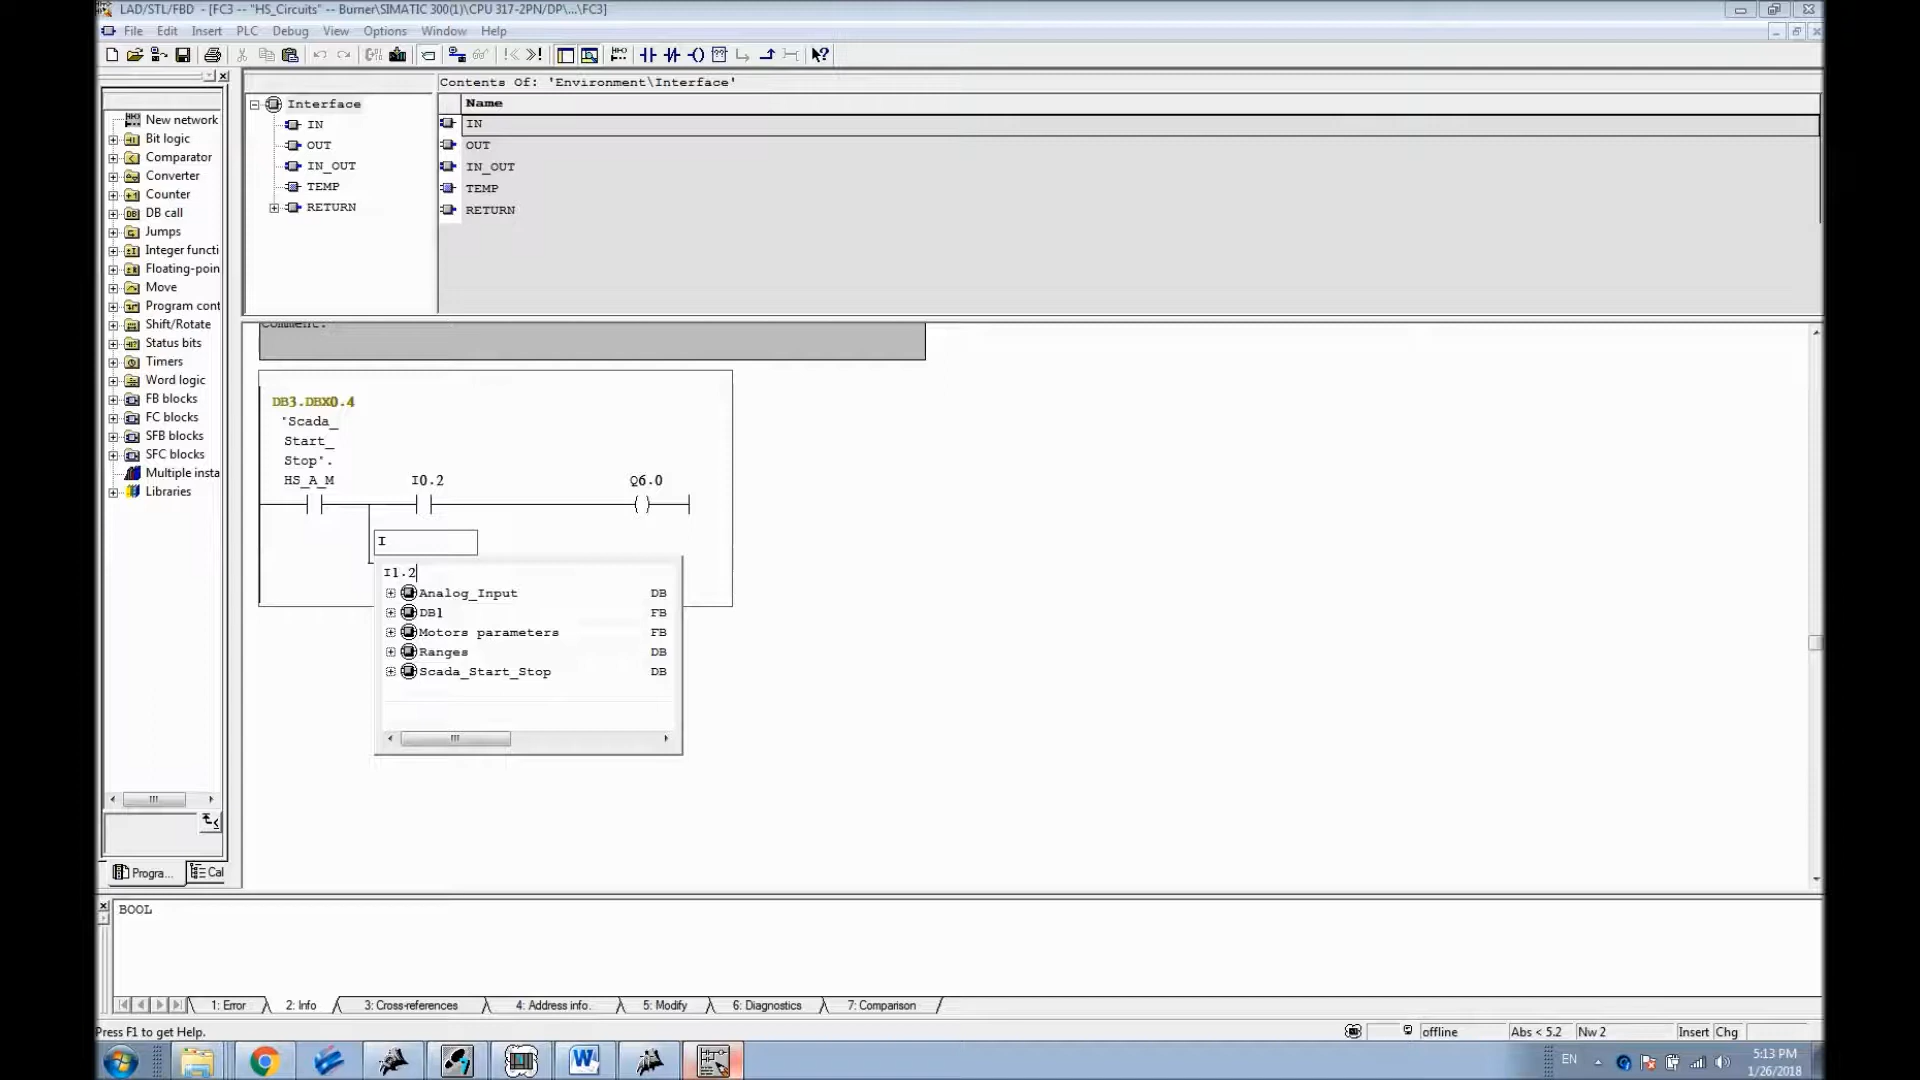 LAD/STL/FBD - [FC3 -- "HS_Circuits" -- Burner\SIMATIC 300(1)\CPU 317-2PN/DP\...\FC3]
File Edit Insert PLC Debug View Options Window Help
Contents Of: 'Environment\Interface'
Interface
IN
OUT
IN_OUT
TEMP
RETURN
Name
IN
OUT
IN_OUT
TEMP
RETURN
New network
Bit logic
Comparator
Converter
Counter
DB call
Jumps
Integer functi
Floating-poin
Move
Program cont
Shift/Rotate
Status bits
Timers
Word logic
FB blocks
FC blocks
SFB blocks
SFC blocks
Multiple insta
Libraries
Progra...
Cal
Comment:
DB3.DBX0.4
"Scada_
Start_
Stop".
HS_A_M
I0.2
Q6.0
I
I1.2
Analog_Input DB
DB1 FB
Motors parameters FB
Ranges DB
Scada_Start_Stop DB
BOOL
1: Error 2: Info 3: Cross-references 4: Address info. 5: Modify 6: Diagnostics 7: Comparison
Press F1 to get Help.
offline Abs < 5.2 Nw 2 Insert Chg
EN
5:13 PM
1/26/2018